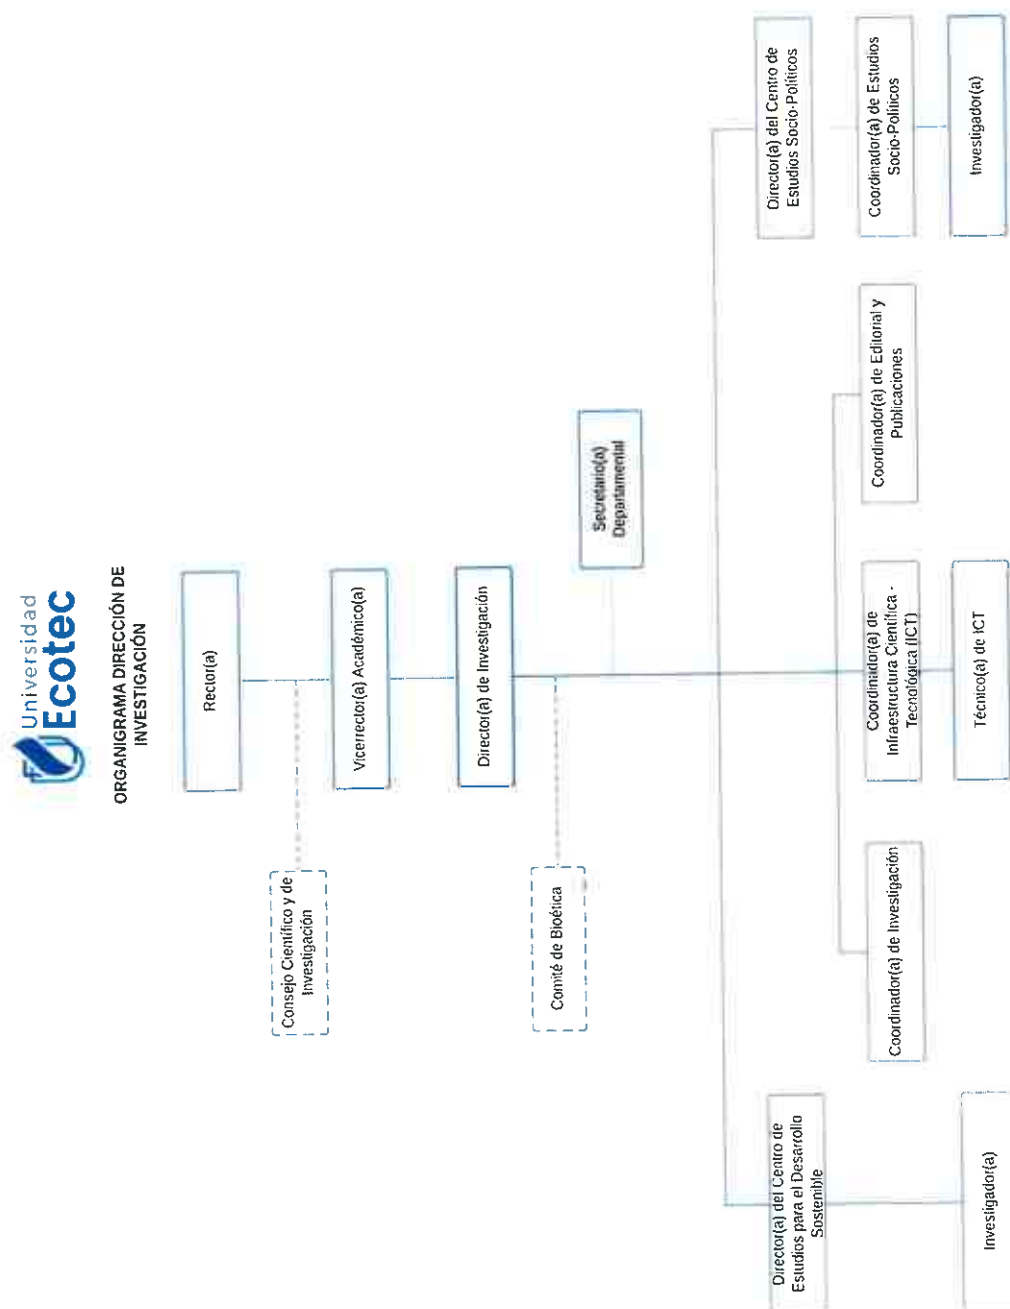 Universidad
Ecotec
ORGANIGRAMA DIRECCIÓN DE
INVESTIGACIÓN
Rector(a)
Consejo Científico y de
Investigación
Vicerrector(a) Académico(a)
Director(a) de Investigación
Comité de Bioética
Secretario(a)
Departamental
Director(a) del Centro de
Estudios para el Desarrollo
Sostenible
Director(a) del Centro de
Estudios Socio-Políticos
Coordinador(a) de Investigación
Coordinador(a) de
Infraestructura Científica -
Tecnológica (ICT)
Coordinador(a) de Editorial y
Publicaciones
Coordinador(a) de Estudios
Socio-Políticos
Investigador(a)
Técnico(a) de ICT
Investigador(a)